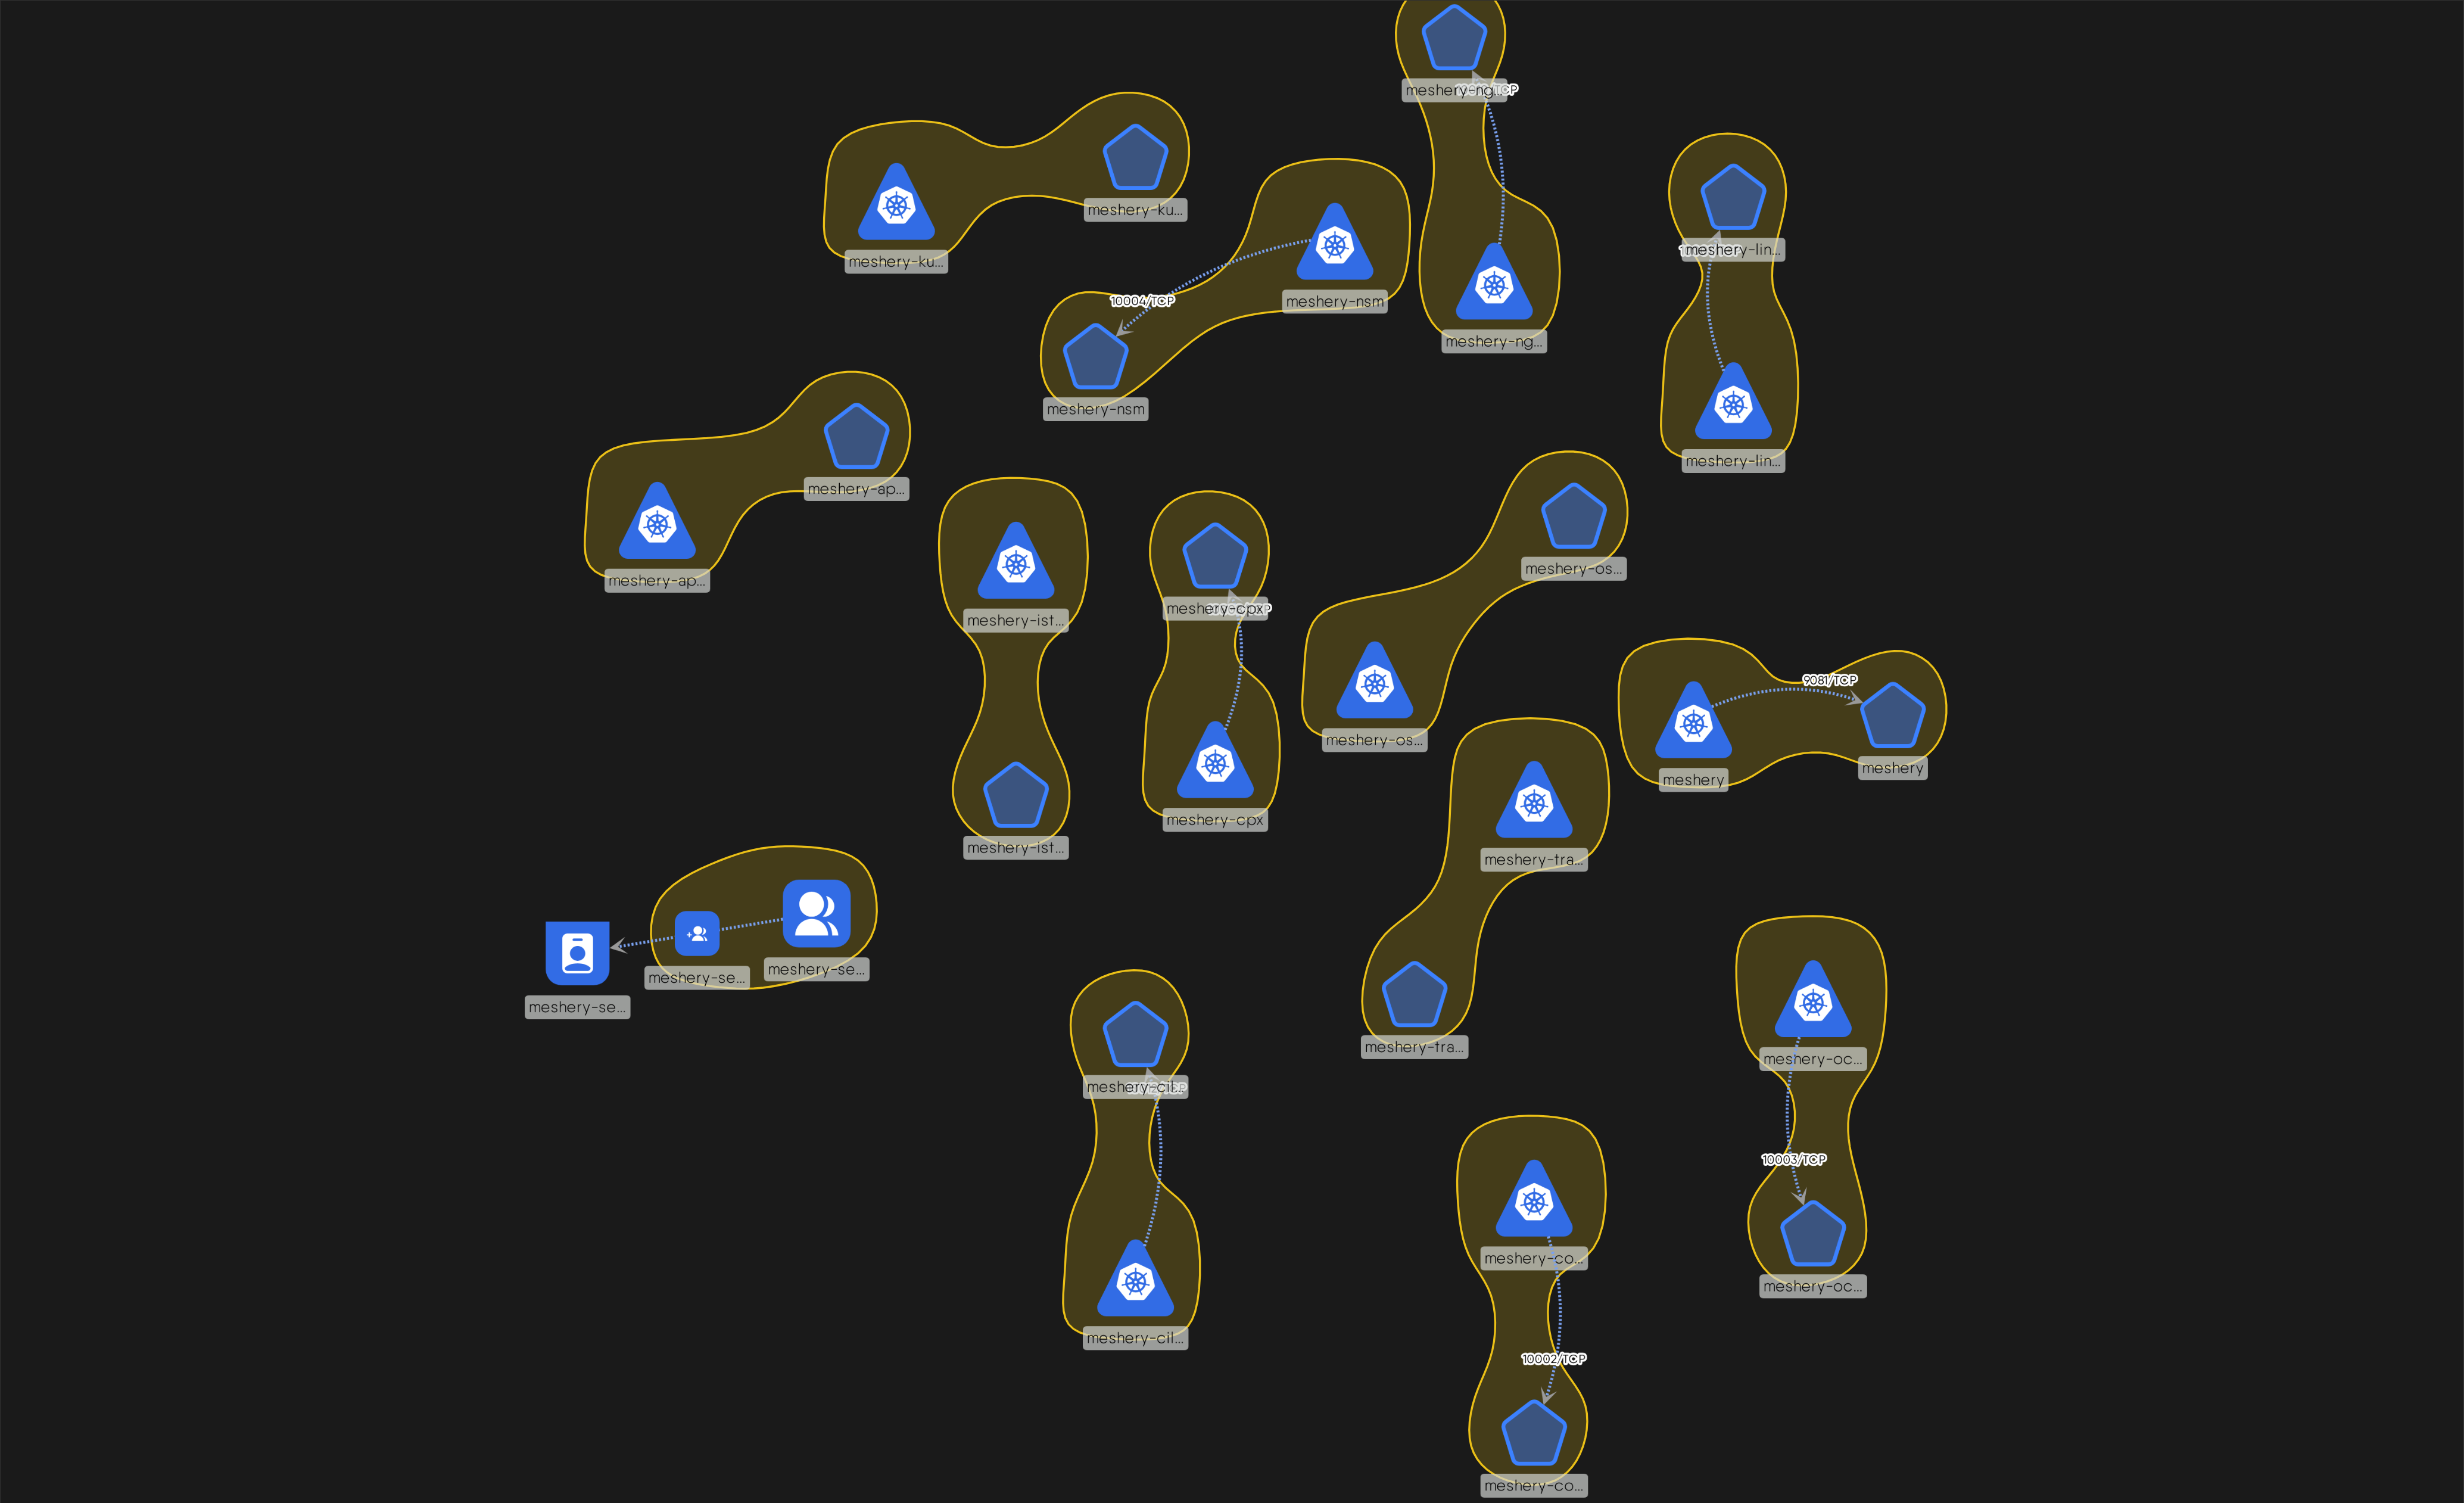 meshery-ng...
meshery-ku...
meshery-ku...
meshery-lin...
10004/TCP
meshery-nsm
meshery-ng...
meshery-nsm
meshery-lin...
meshery-ap...
meshery-ap...
meshery-os...
meshery-cpx
meshery-ist...
9081/TCP
meshery-os...
meshery
meshery
meshery-cpx
meshery-ist...
meshery-tra...
meshery-se...
meshery-se...
meshery-se...
meshery-tra...
meshery-oc...
meshery-cil...
10003/TCP
meshery-co...
meshery-oc...
meshery-cil...
10002/TCP
meshery-co...